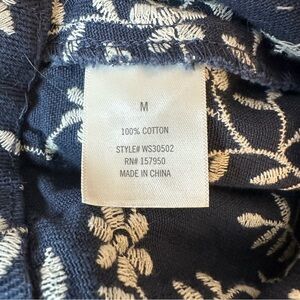 M
100% COTTON
STYLE# WS30502
RN# 157950
MADE IN CHINA